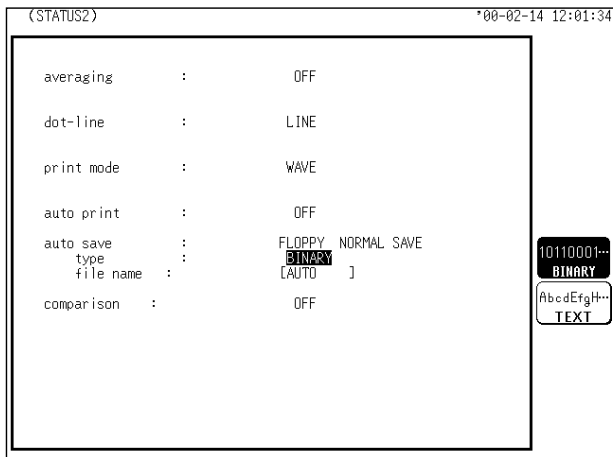 (STATUS2) '00-02-14 12:01:34
averaging : OFF
dot-line : LINE
print mode : WAVE
auto print : OFF
auto save : FLOPPY NORMAL SAVE
type : BINARY
file name : [AUTO ]
comparison : OFF
10110001…
BINARY
AbcdEfgH…
TEXT